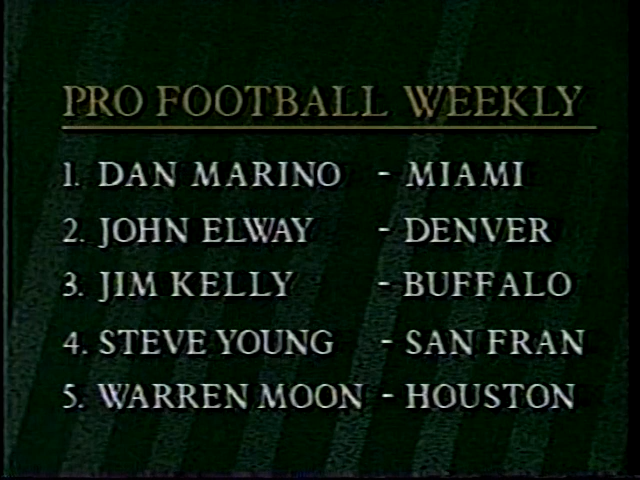 PRO FOOTBALL WEEKLY
1. DAN MARINO - MIAMI
2. JOHN ELWAY - DENVER
3. JIM KELLY - BUFFALO
4. STEVE YOUNG - SAN FRAN
5. WARREN MOON - HOUSTON